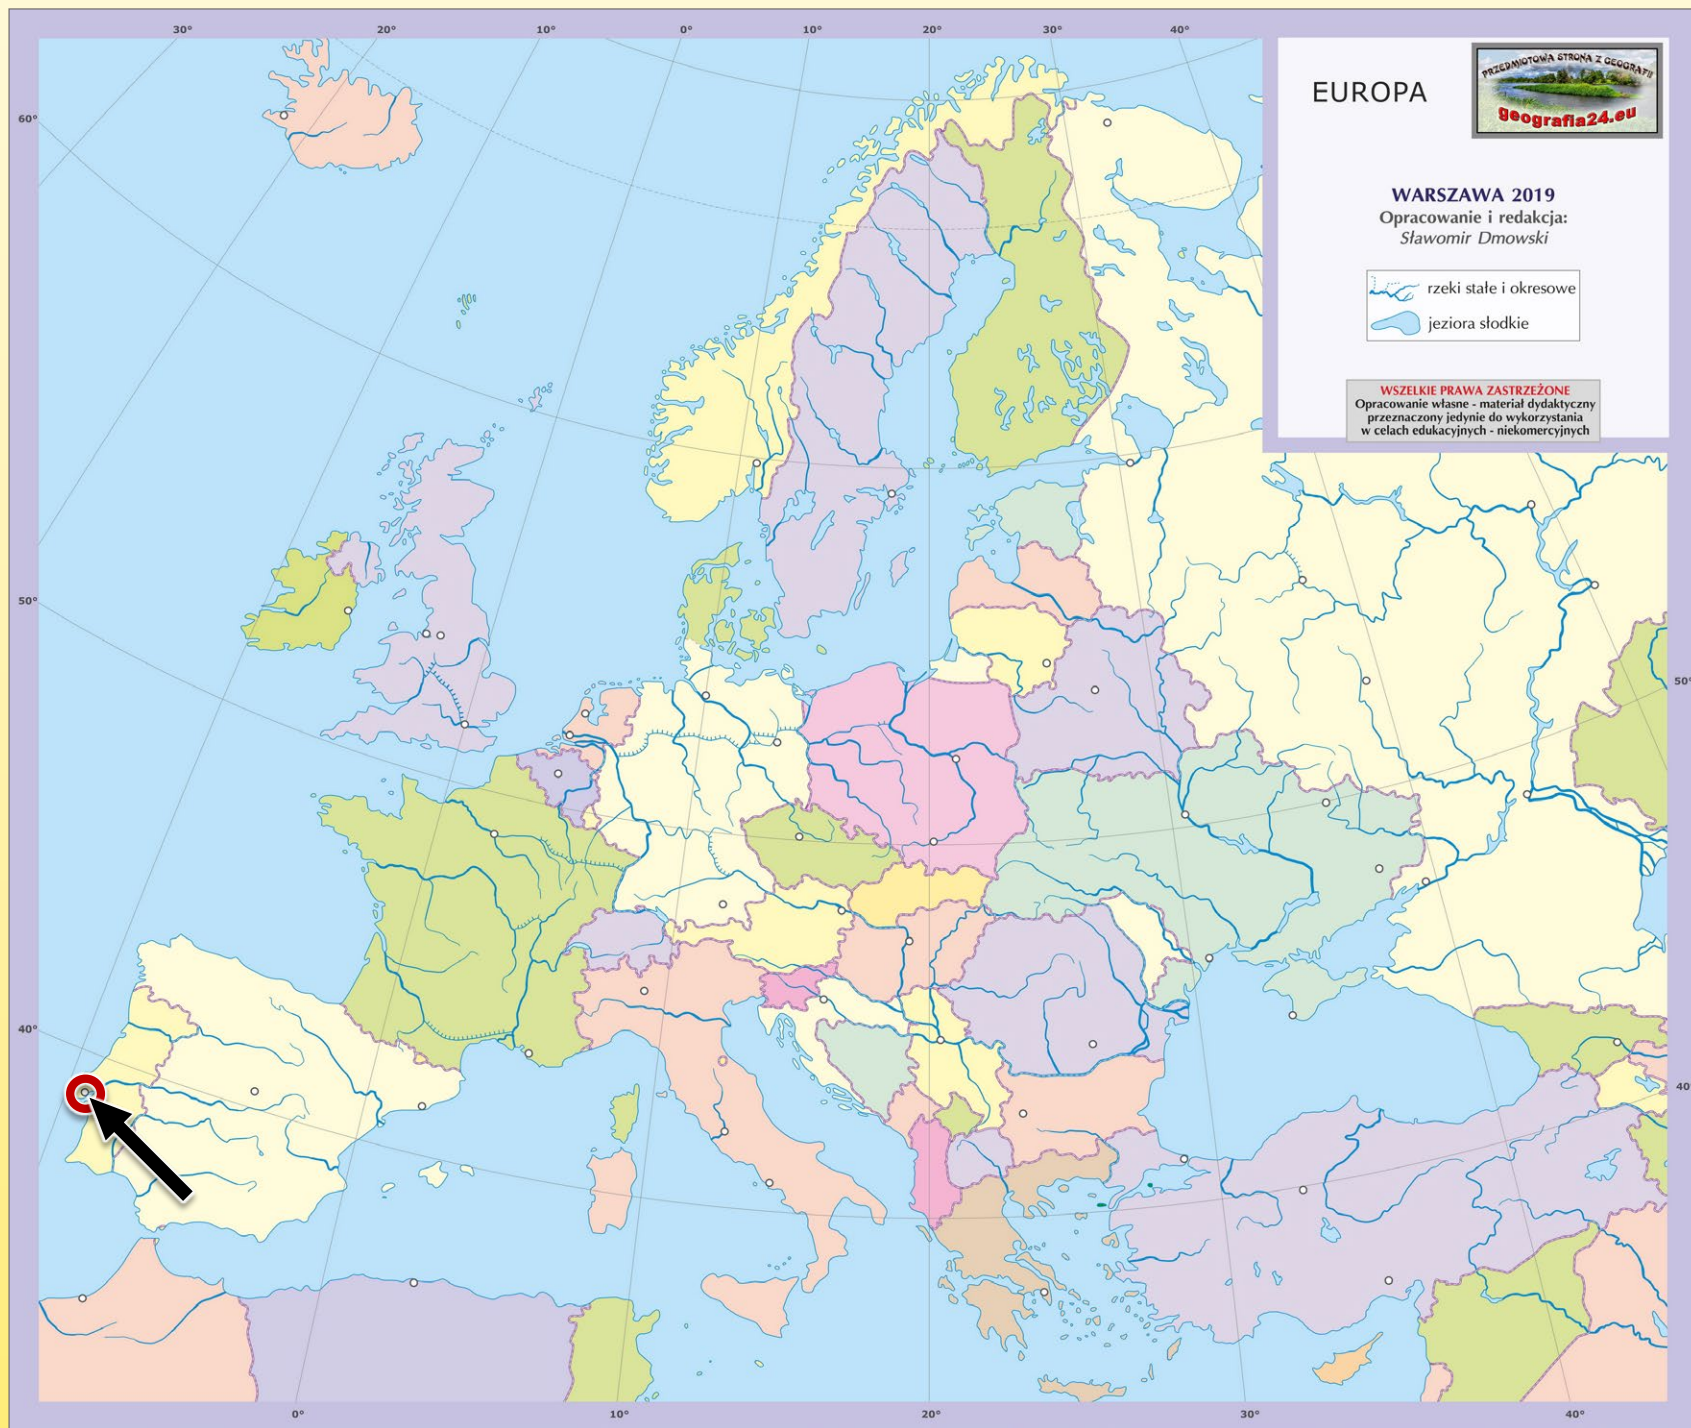 30°
20°
10°
0°
10°
20°
30°
40°
EUROPA
PRZEDMIOTOWA STRONA Z GEOGRAFII
geografia24.eu
WARSZAWA 2019
Opracowanie i redakcja:
Sławomir Dmowski
rzeki stałe i okresowe
jeziora słodkie
WSZELKIE PRAWA ZASTRZEŻONE
Opracowanie własne - materiał dydaktyczny
przeznaczony jedynie do wykorzystania
w celach edukacyjnych - niekomercyjnych
60°
50°
50°
40°
40°
0°
10°
20°
30°
40°